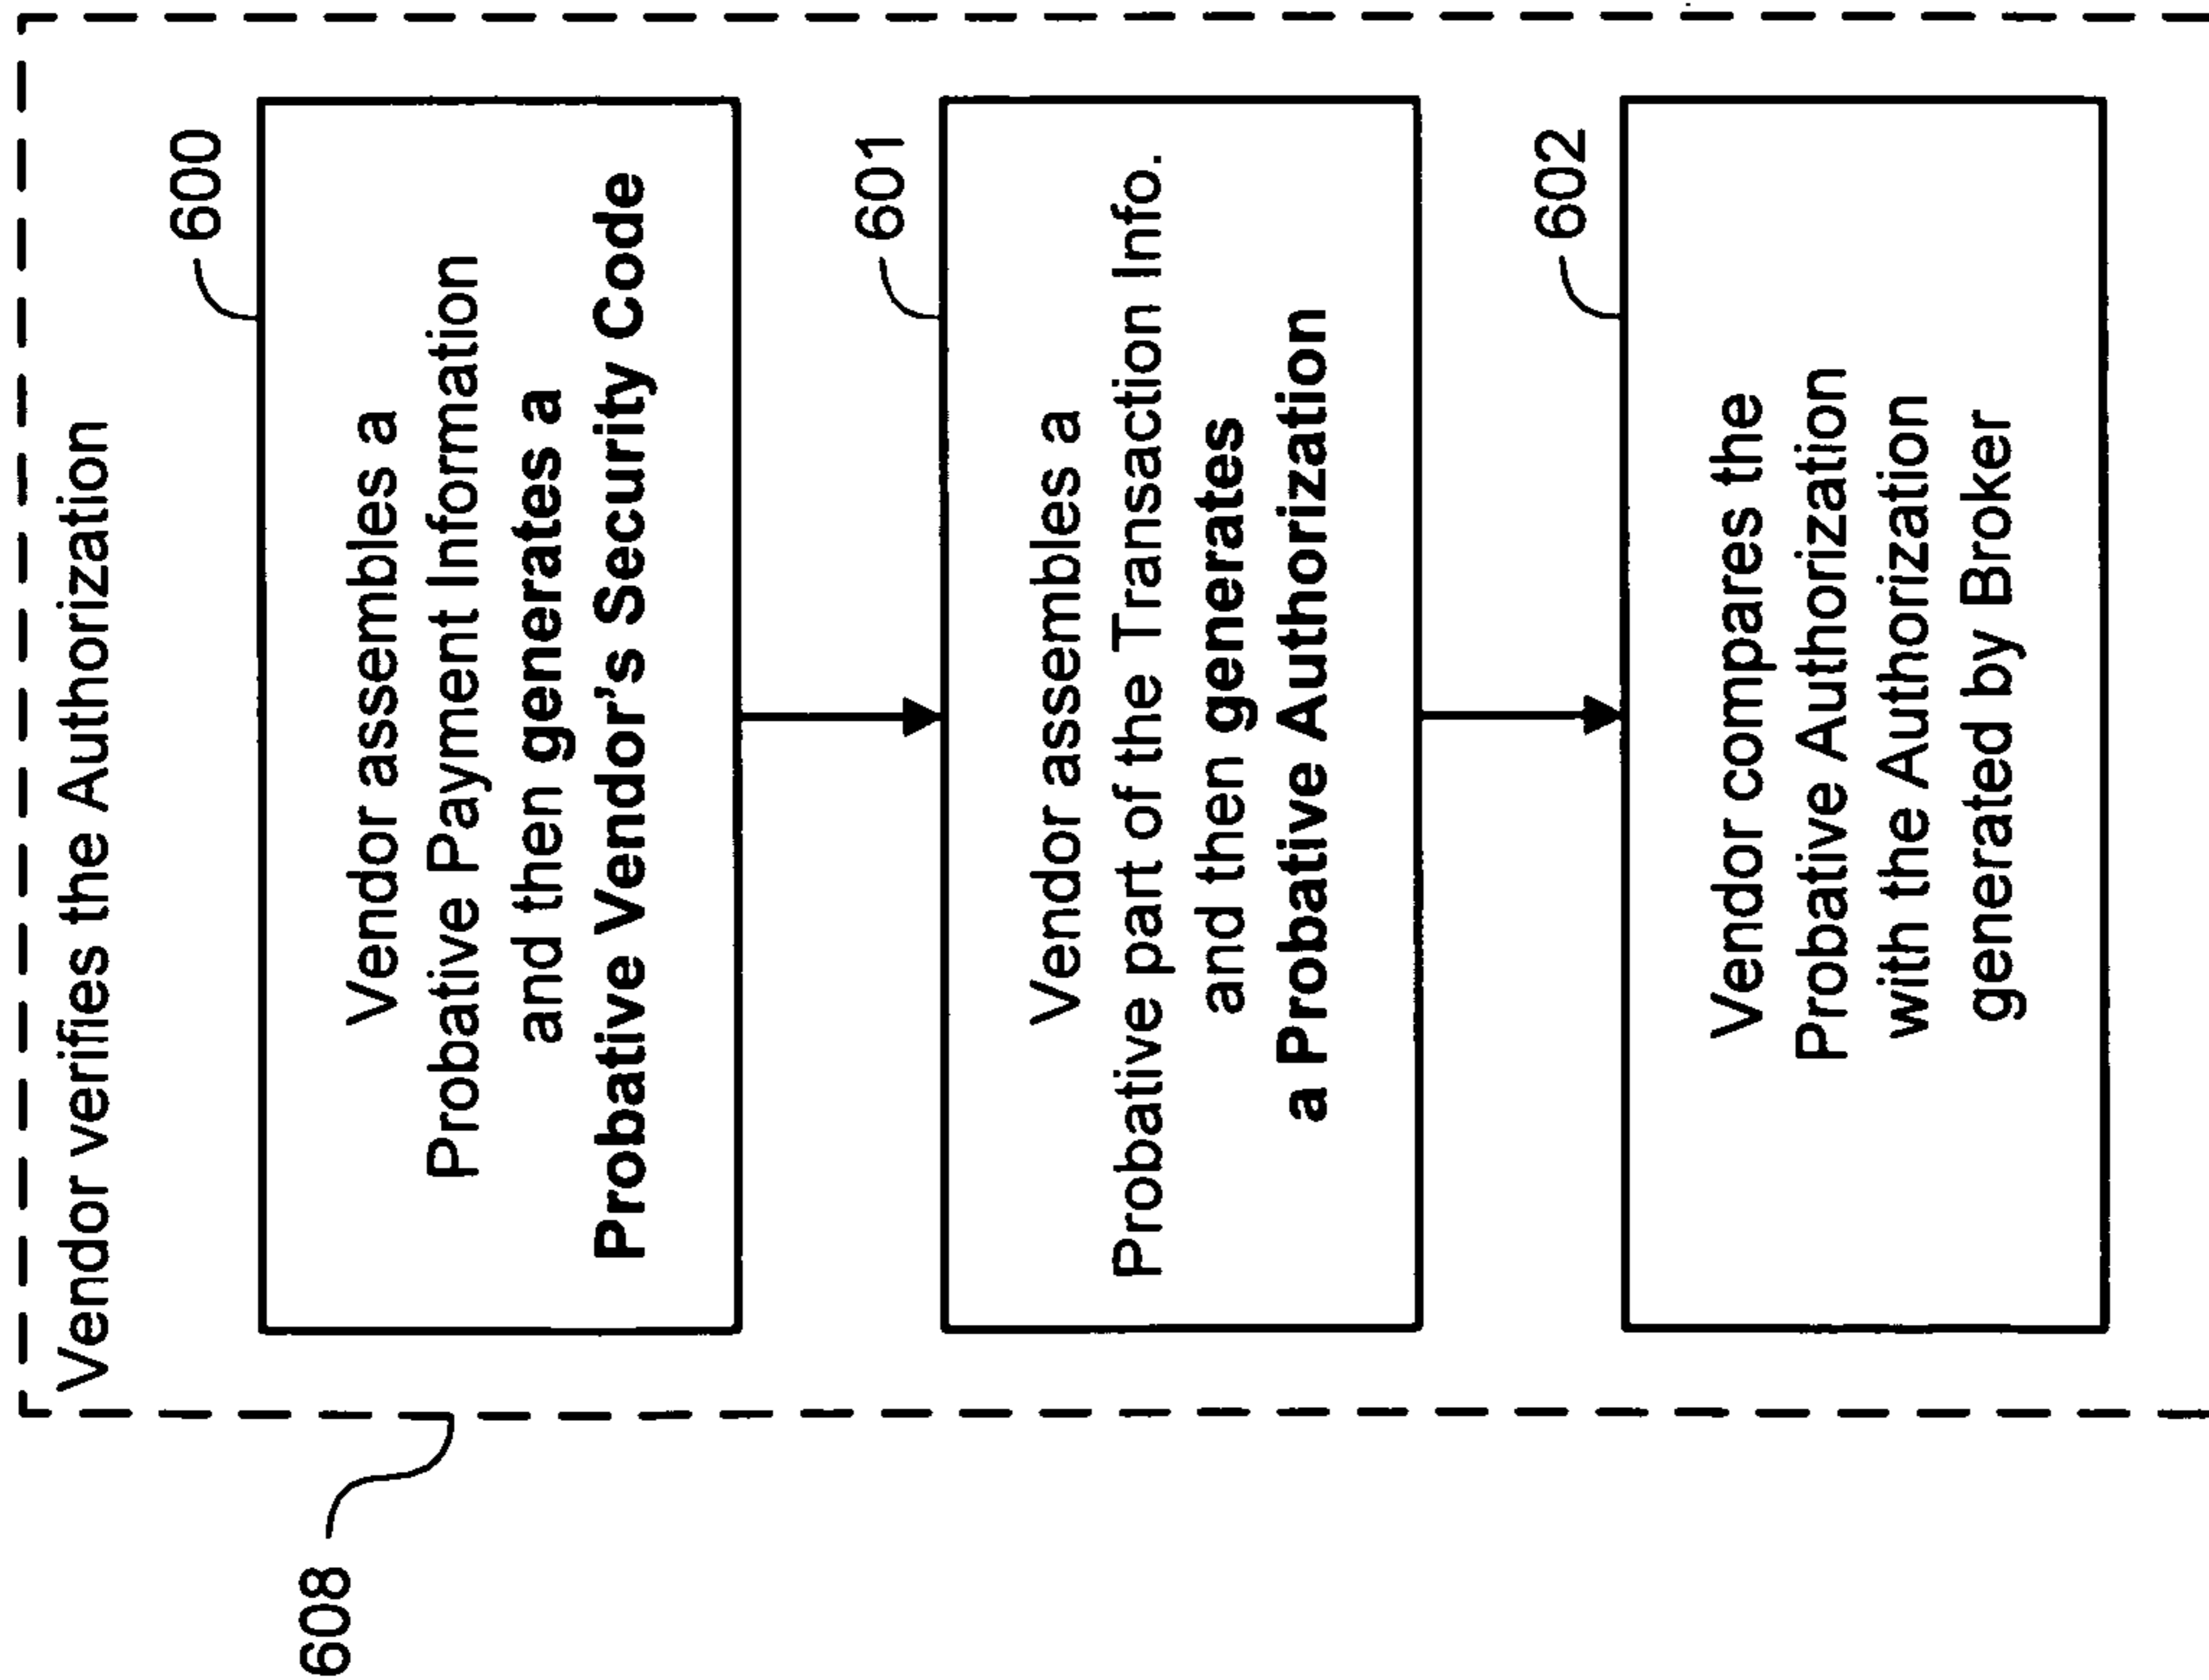 608
Vendor verifies the Authorization
600
Vendor assembles a
Probative Payment Information
and then generates a
Probative Vendor's Security Code
601
Vendor assembles a
Probative part of the Transaction Info.
and then generates
a Probative Authorization
602
Vendor compares the
Probative Authorization
with the Authorization
generated by Broker